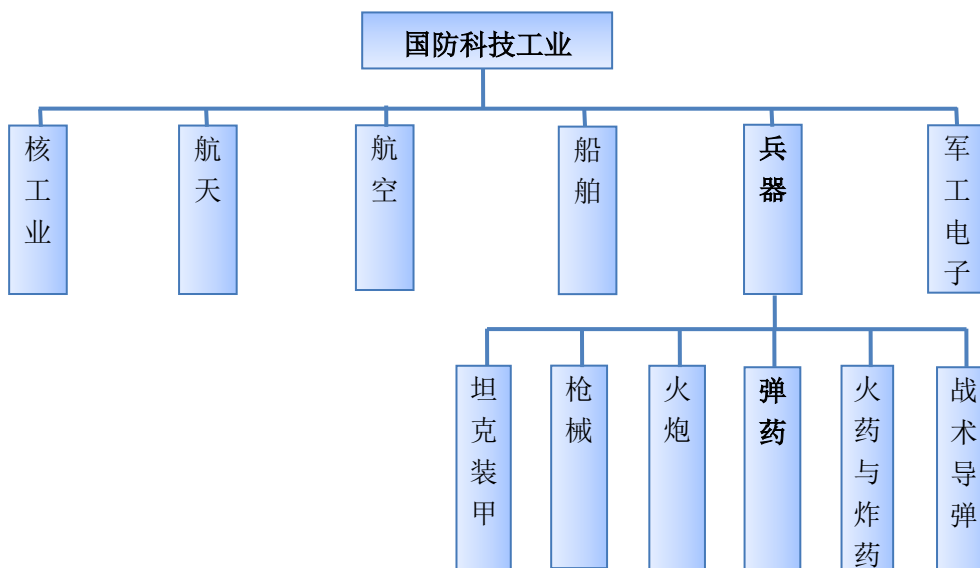 国防科技工业
核工业
航天
航空
船舶
兵器
军工电子
坦克装甲
枪械
火炮
弹药
火药与炸药
战术导弹